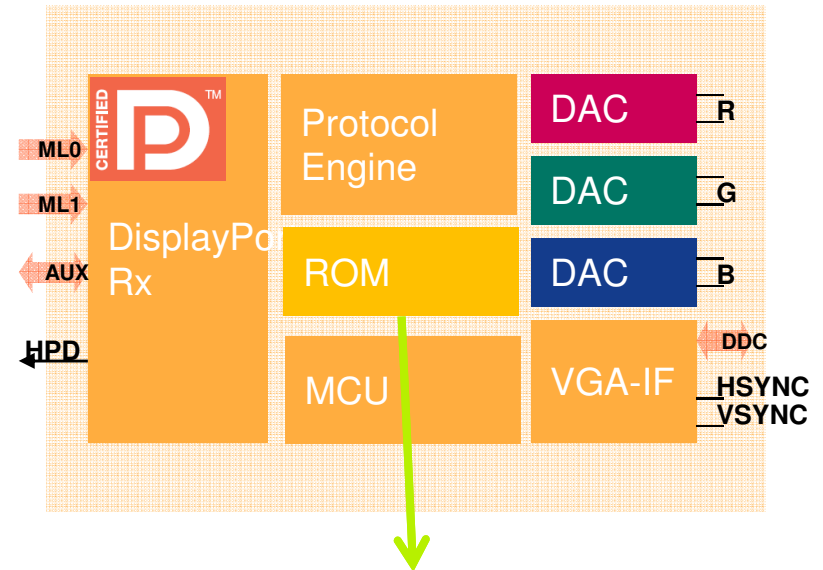 CERTIFIED
TM
ML0
ML1
AUX
HPD
DisplayPor
Rx
Protocol
Engine
ROM
MCU
DAC
R
DAC
G
DAC
B
VGA-IF
DDC
HSYNC
VSYNC